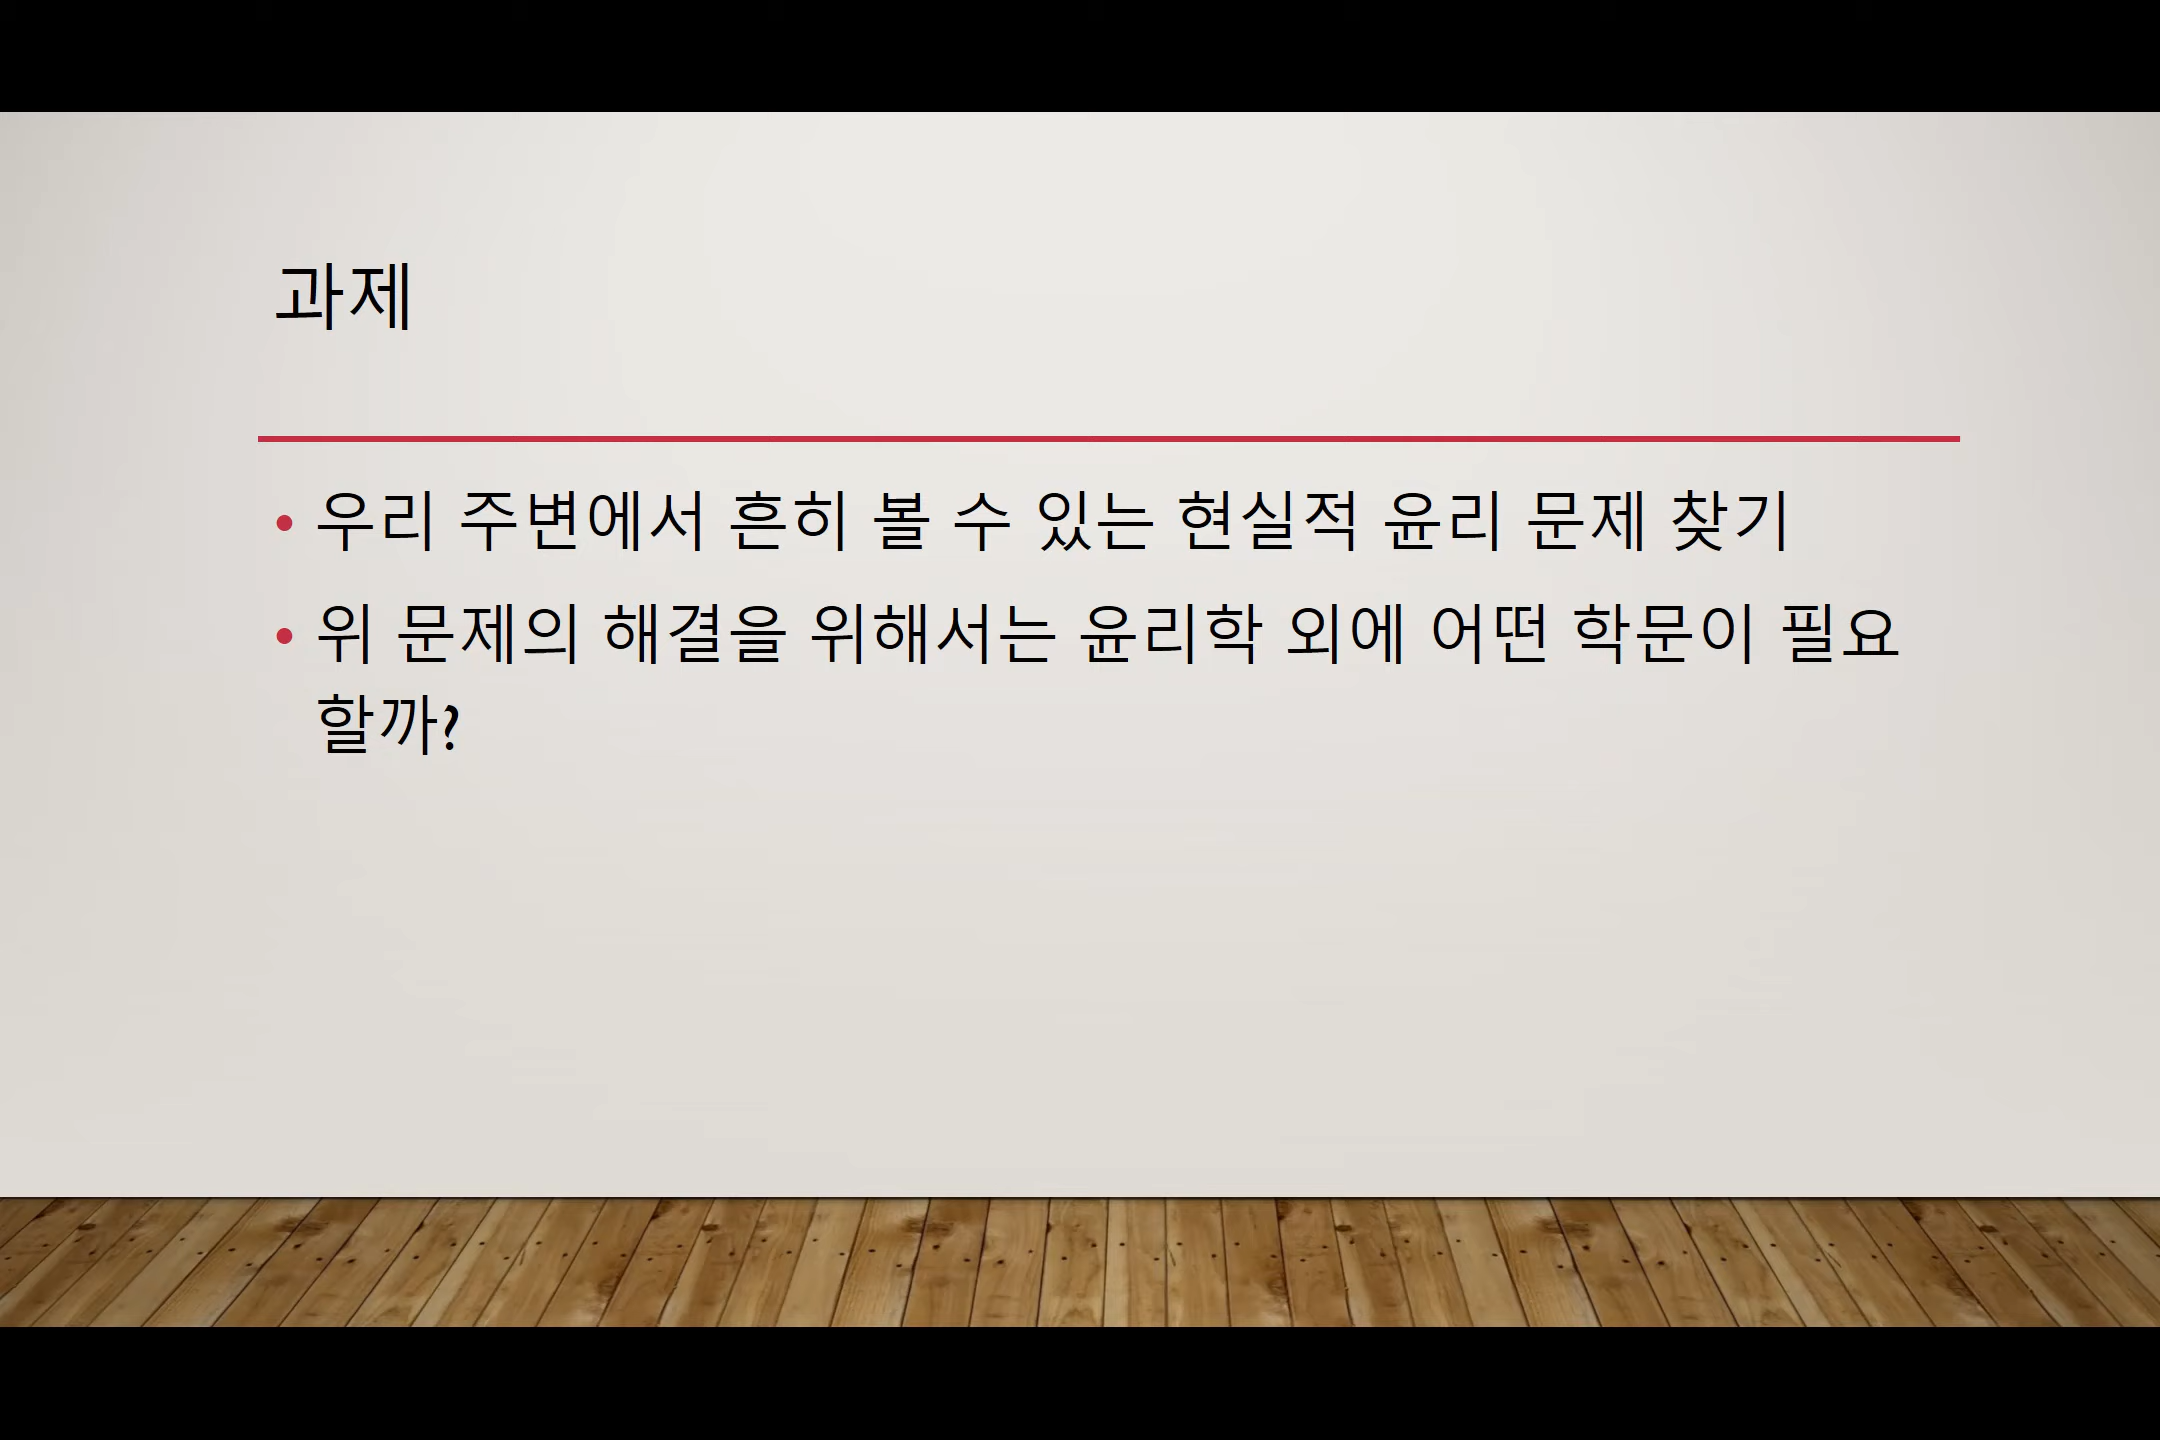 과제
• 우리 주변에서 흔히 볼 수 있는 현실적 윤리 문제 찾기
• 위 문제의 해결을 위해서는 윤리학 외에 어떤 학문이 필요
할까?